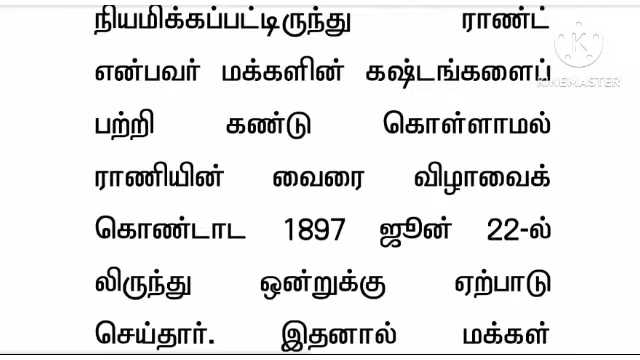 நியமிக்கப்பட்டிருந்து ராண்ட்
என்பவர் மக்களின் கஷ்டங்களைப்
பற்றி கண்டு கொள்ளாமல்
ராணியின் வைரை விழாவைக்
கொண்டாட 1897 ஜூன் 22-ல்
லிருந்து ஒன்றுக்கு ஏற்பாடு
செய்தார். இதனால் மக்கள்
K
KINEMASTER